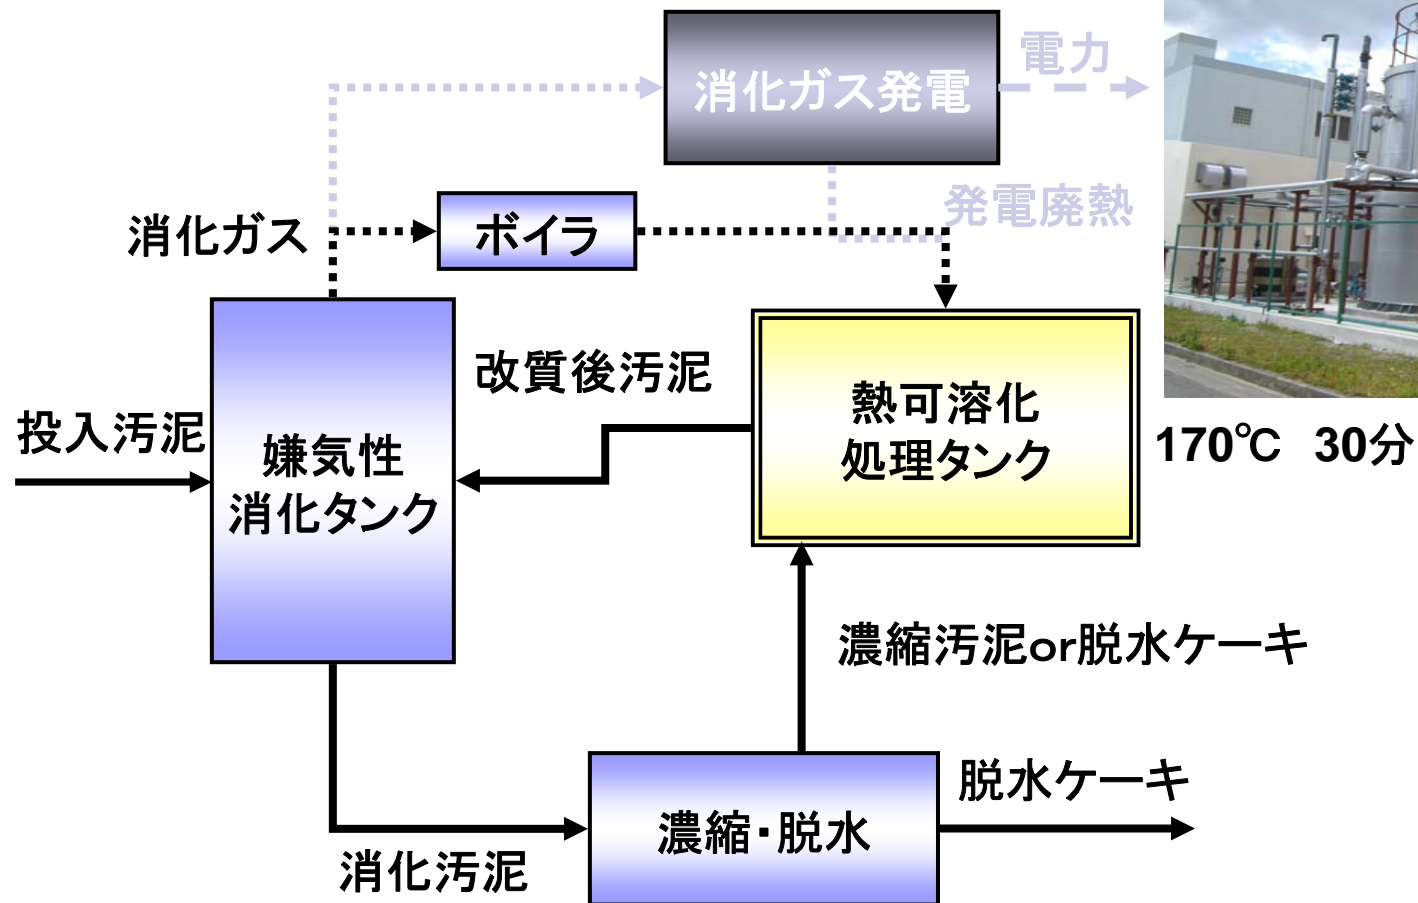 電力
消化ガス発電
発電廃熱
消化ガス
ボイラ
改質後汚泥
熱可溶化
処理タンク
170℃ 30分
投入汚泥
嫌気性
消化タンク
濃縮汚泥or脱水ケーキ
脱水ケーキ
濃縮・脱水
消化汚泥